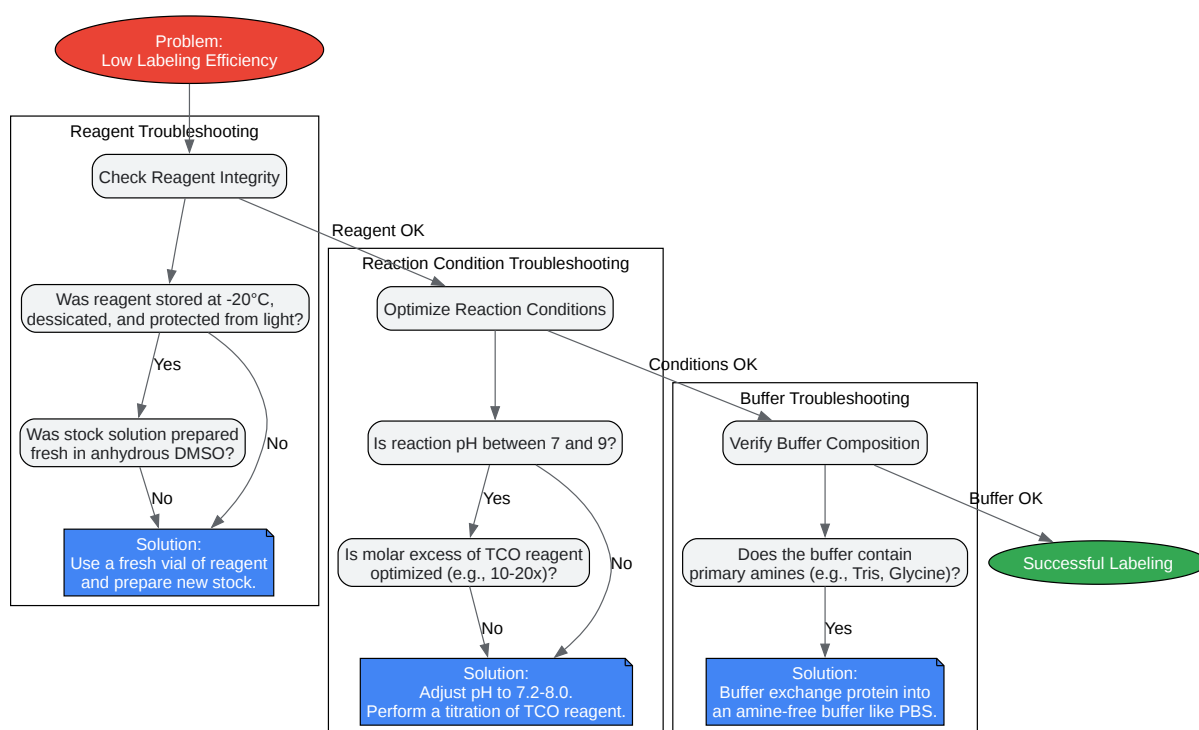 Problem:
Low Labeling Efficiency
Reagent Troubleshooting
Check Reagent Integrity
Reagent OK
Reaction Condition Troubleshooting
Was reagent stored at -20°C,
dessicated, and protected from light?
Optimize Reaction Conditions
Yes
Conditions OK
Buffer Troubleshooting
Was stock solution prepared
fresh in anhydrous DMSO?
No
Is reaction pH between 7 and 9?
Verify Buffer Composition
No
Yes
Buffer OK
Solution:
Use a fresh vial of reagent
and prepare new stock.
Is molar excess of TCO reagent
optimized (e.g., 10-20x)?
No
Does the buffer contain
primary amines (e.g., Tris, Glycine)?
Successful Labeling
No
Yes
Solution:
Adjust pH to 7.2-8.0.
Perform a titration of TCO reagent.
Solution:
Buffer exchange protein into
an amine-free buffer like PBS.